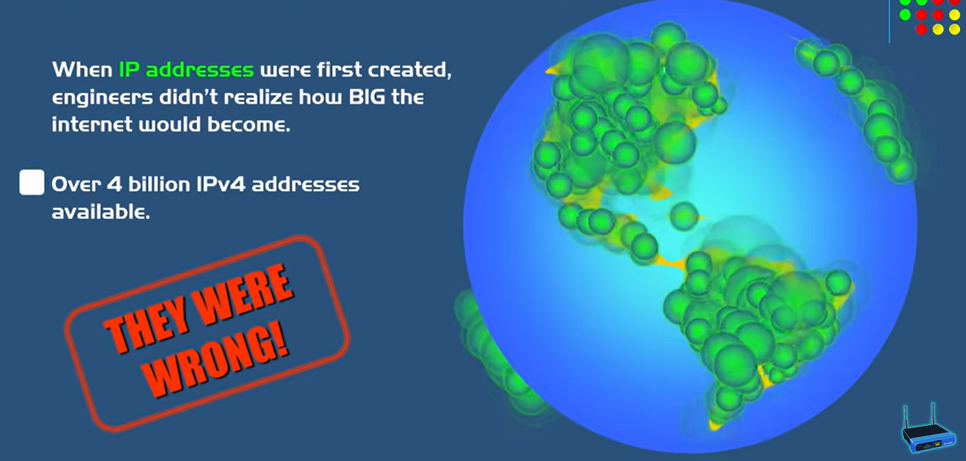 When IP addresses were first created,
engineers didn't realize how BIG the
internet would become.
Over 4 billion IPv4 addresses
available.
THEY WERE
WRONG!